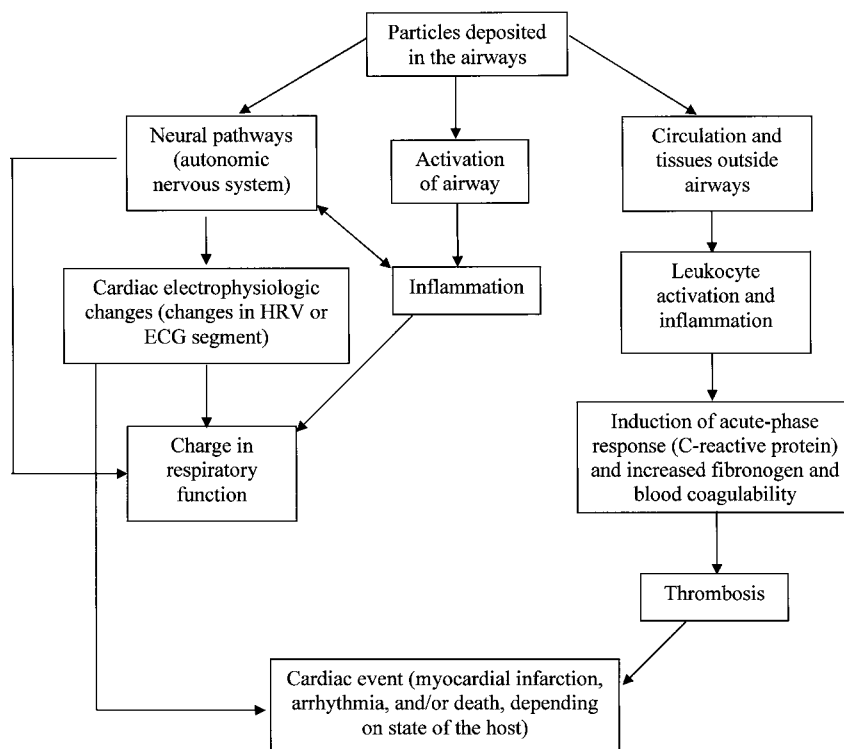 Particles deposited
in the airways
Neural pathways
(autonomic
nervous system)
Activation
of airway
Circulation and
tissues outside
airways
Cardiac electrophysiologic
changes (changes in HRV or
ECG segment)
Inflammation
Leukocyte
activation and
inflammation
Charge in
respiratory
function
Induction of acute-phase
response (C-reactive protein)
and increased fibronogen and
blood coagulability
Thrombosis
Cardiac event (myocardial infarction,
arrhythmia, and/or death, depending
on state of the host)